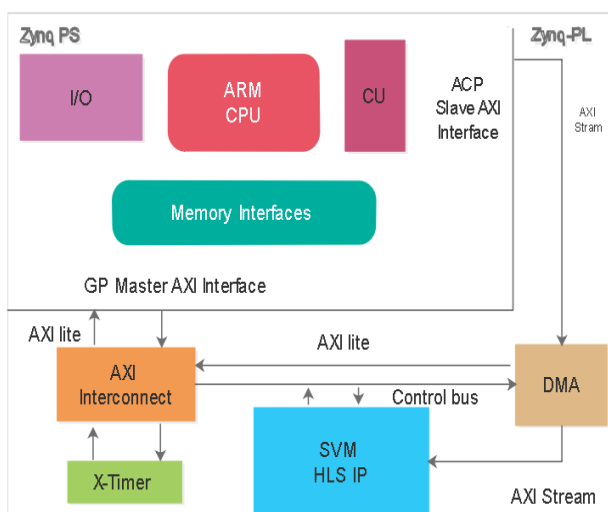 Zynq PS
Zynq-PL
I/O
ARM
CPU
CU
ACP
Slave AXI
Interface
AXI
Stram
Memory Interfaces
GP Master AXI Interface
AXI lite
AXI lite
AXI
Interconnect
Control bus
DMA
SVM
HLS IP
X-Timer
AXI Stream